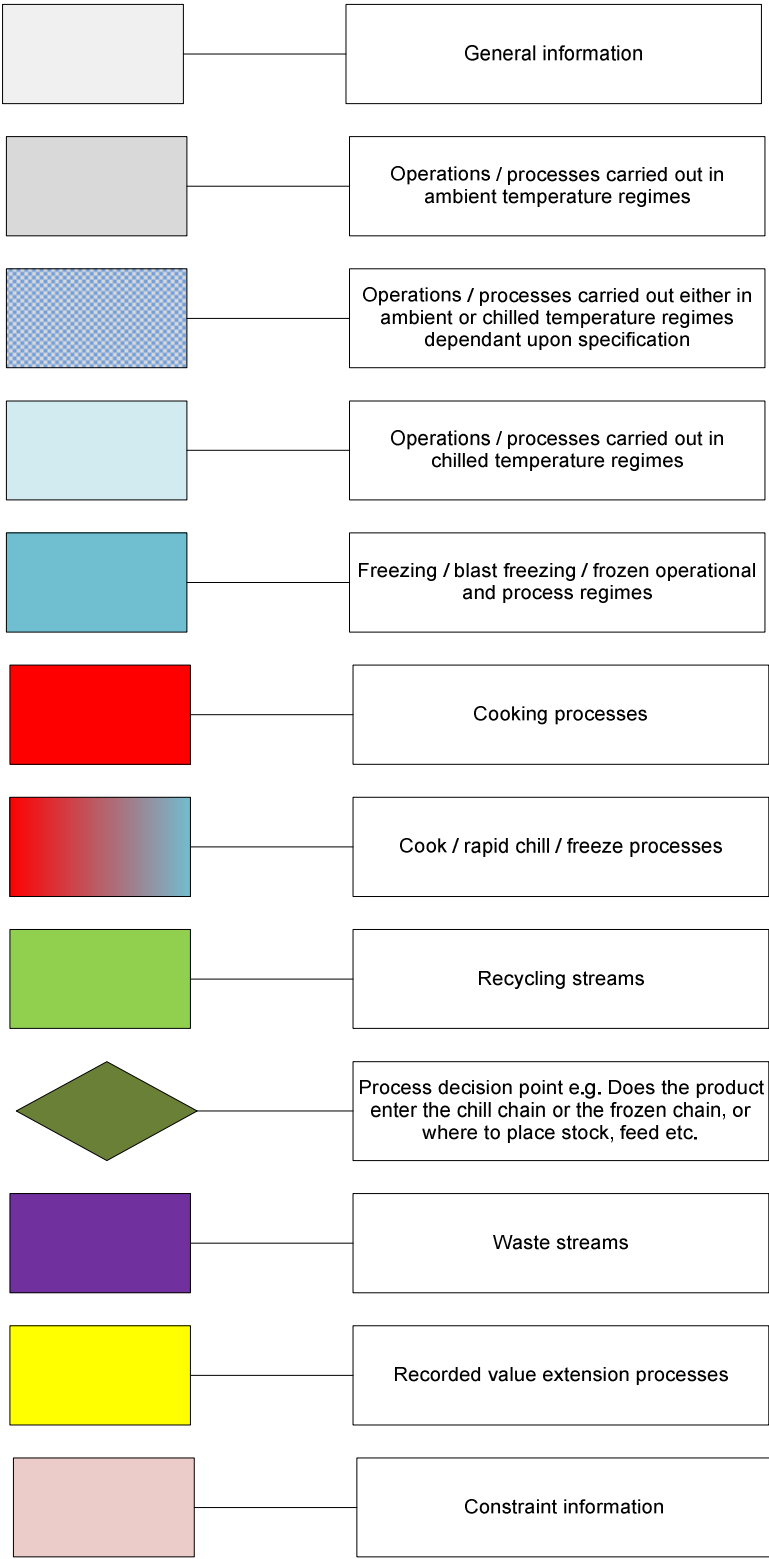 General information
Operations / processes carried out in
ambient temperature regimes
Operations / processes carried out either in
ambient or chilled temperature regimes
dependant upon specification
Operations / processes carried out in
chilled temperature regimes
Freezing / blast freezing / frozen operational
and process regimes
Cooking processes
Cook / rapid chill / freeze processes
Recycling streams
Process decision point e.g. Does the product
enter the chill chain or the frozen chain, or
where to place stock, feed etc.
Waste streams
Recorded value extension processes
Constraint information